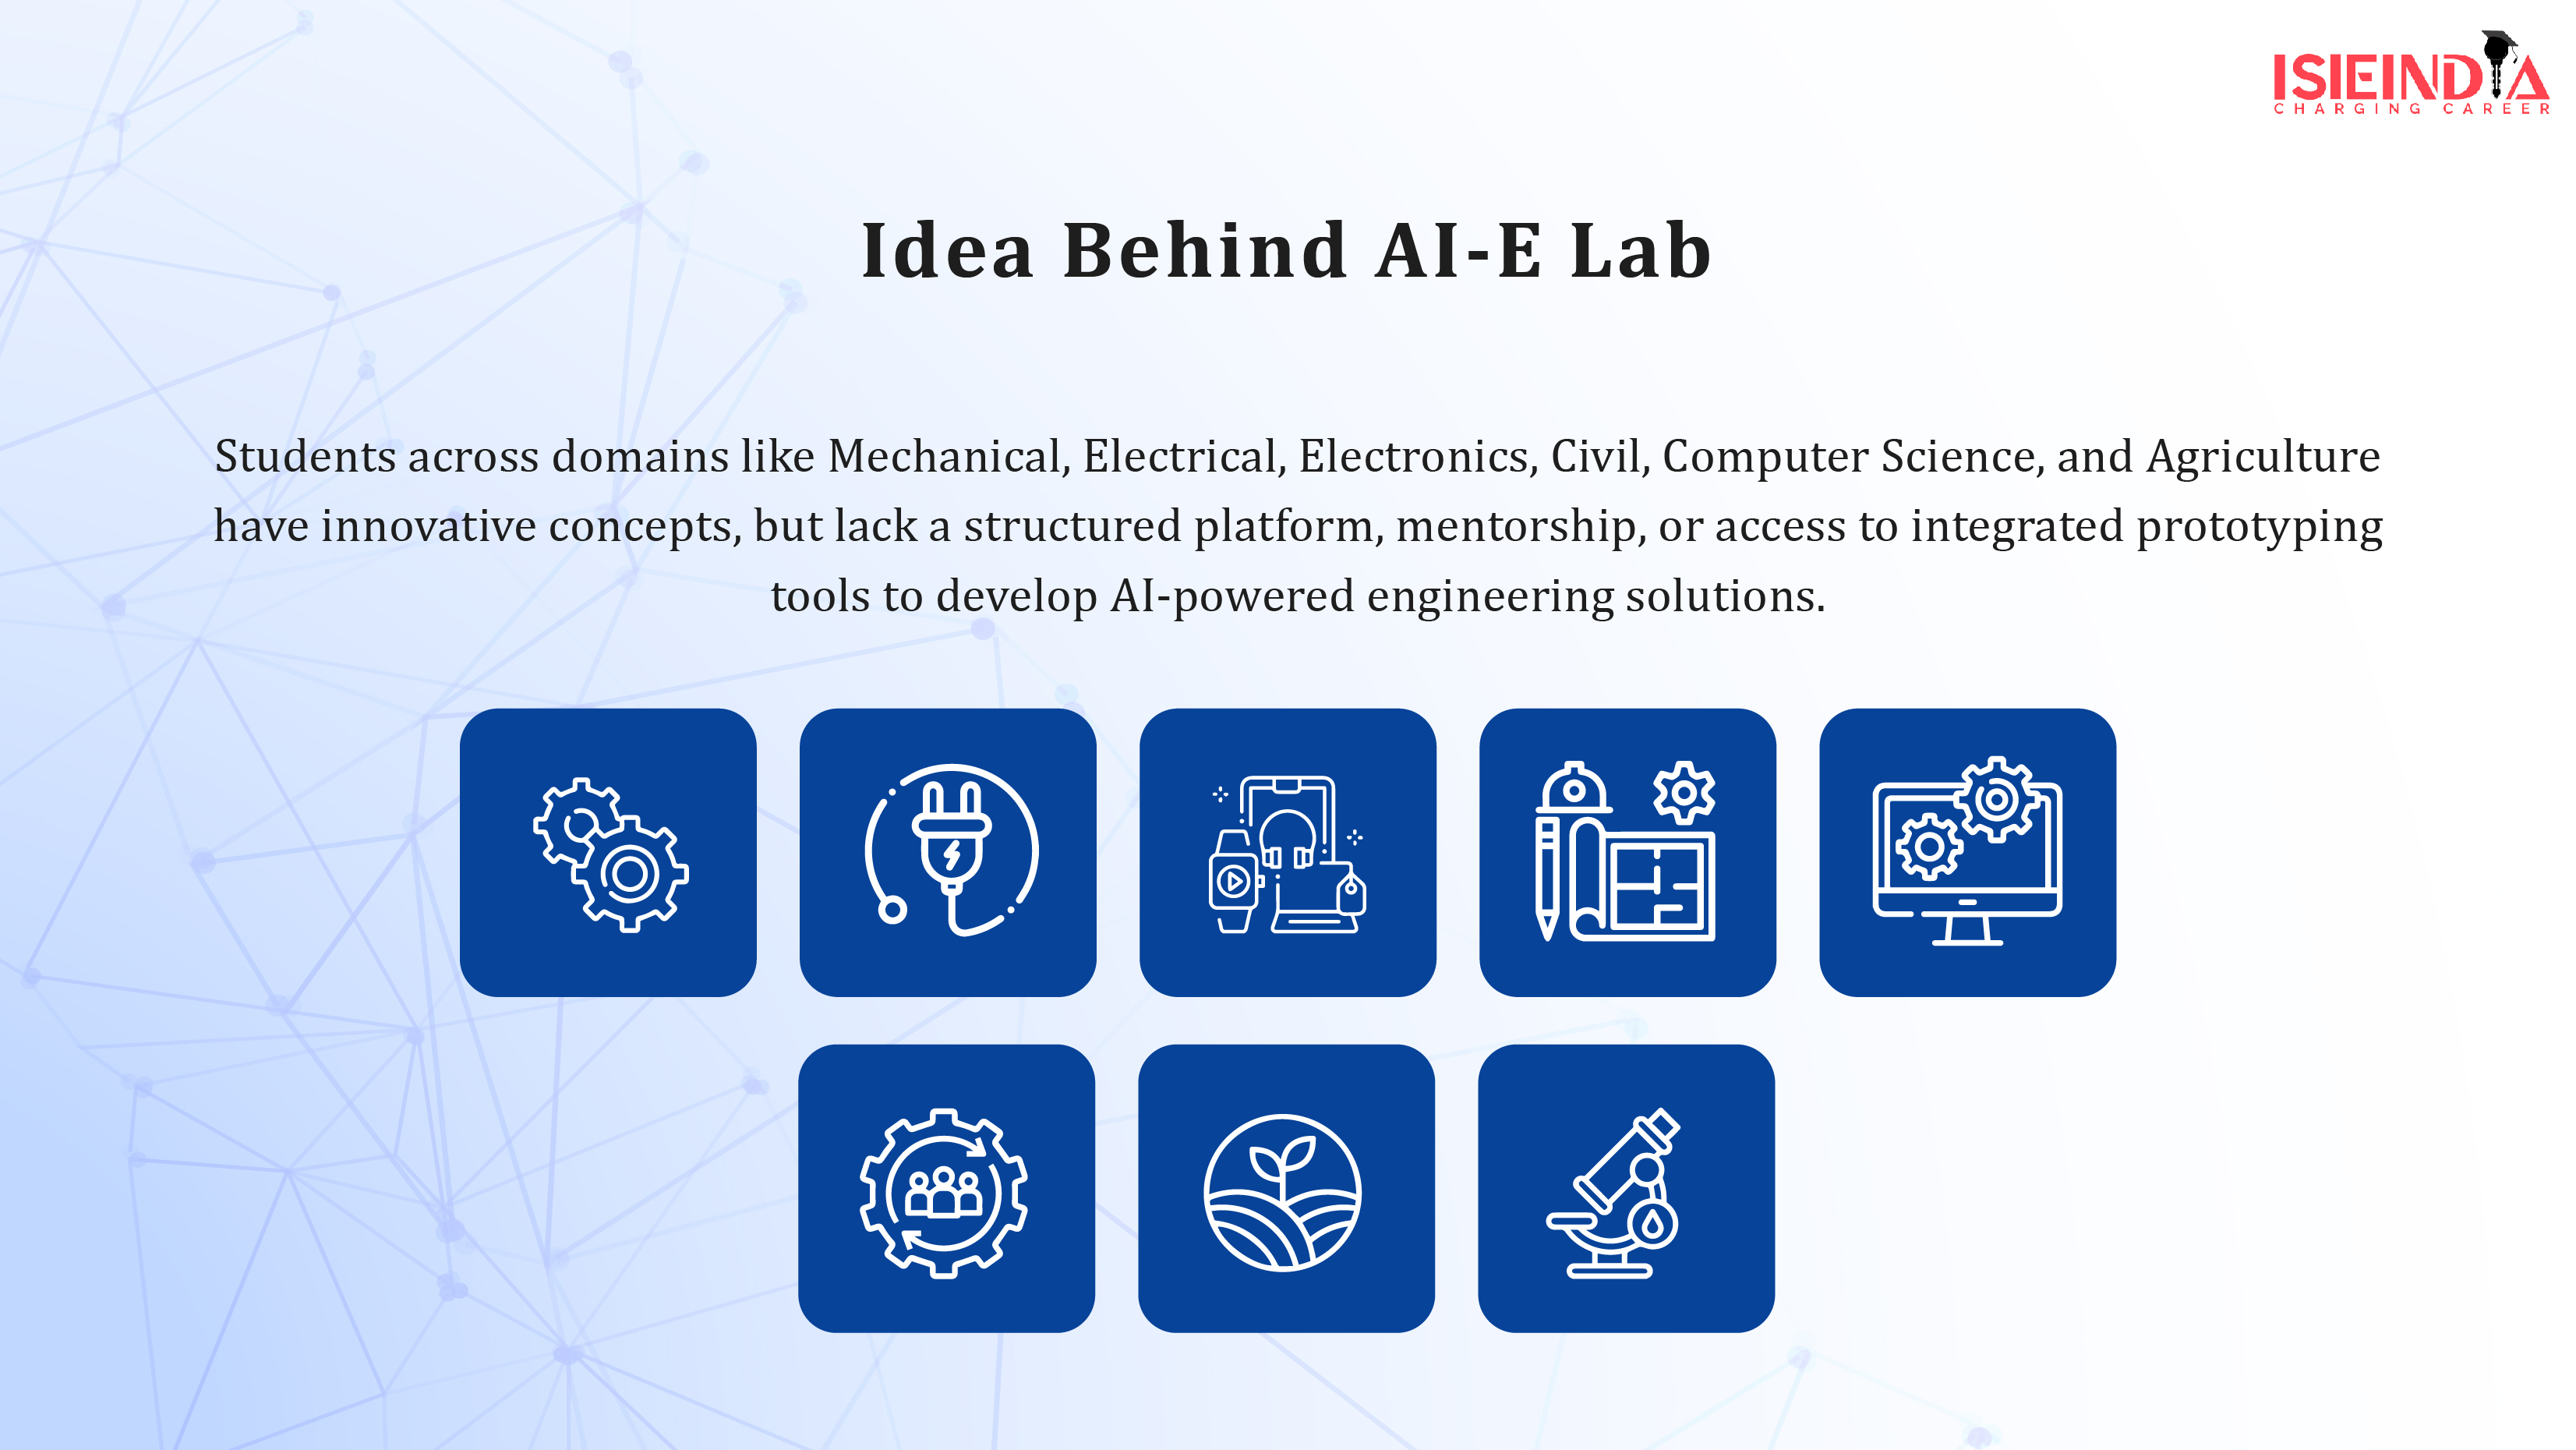 ISIEINDIA
CHARGING CAREER
Idea Behind AI-E Lab
Students across domains like Mechanical, Electrical, Electronics, Civil, Computer Science, and Agriculture
have innovative concepts, but lack a structured platform, mentorship, or access to integrated prototyping
tools to develop AI-powered engineering solutions.